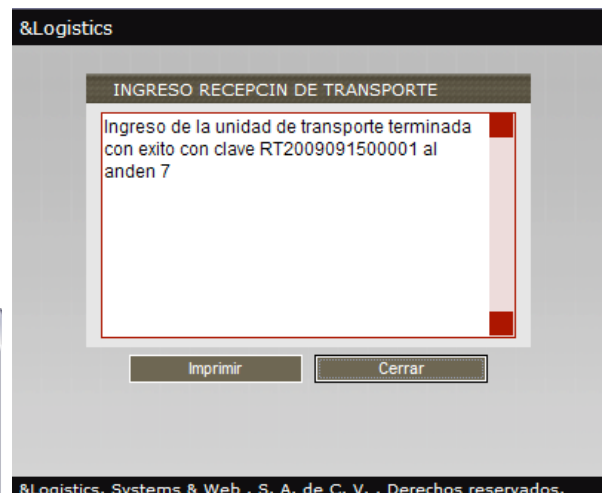 &Logistics
INGRESO RECEPCIN DE TRANSPORTE
Ingreso de la unidad de transporte terminada
con exito con clave RT2009091500001 al
anden 7
Imprimir
Cerrar
&Logistics, Systems & Web , S. A. de C. V. , Derechos reservados.